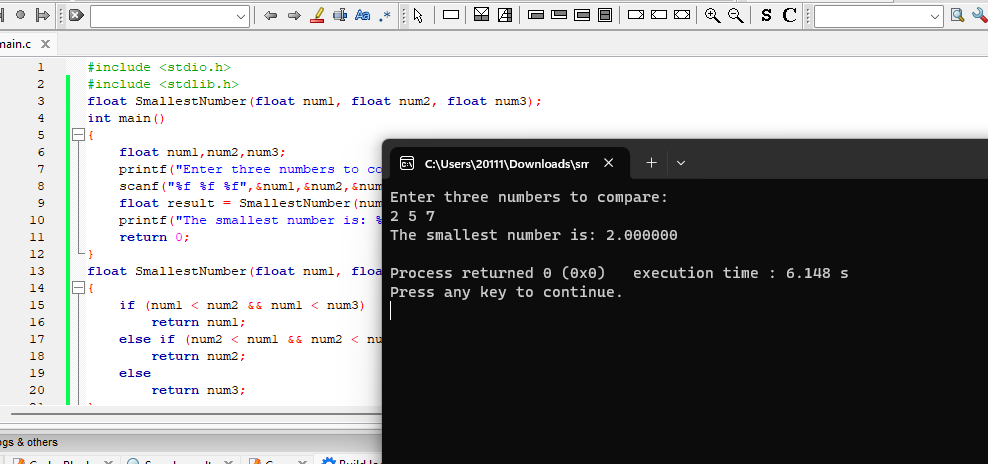 Aa .*
S C
main.c X
1 #include <stdio.h>
2 #include <stdlib.h>
3 float SmallestNumber(float num1, float num2, float num3);
4 int main()
5 {
6 float num1,num2,num3;
7 printf("Enter three numbers to co
8 scanf("%f %f %f",&num1,&num2,&num
9 float result = SmallestNumber(num
10 printf("The smallest number is: %
11 return 0;
12 }
13 float SmallestNumber(float num1, floa
14 {
15 if (num1 < num2 && num1 < num3)
16 return num1;
17 else if (num2 < num1 && num2 < nu
18 return num2;
19 else
20 return num3;
C:\Users\20111\Downloads\sm
Enter three numbers to compare:
2 5 7
The smallest number is: 2.000000
Process returned 0 (0x0) execution time : 6.148 s
Press any key to continue.
gs & others